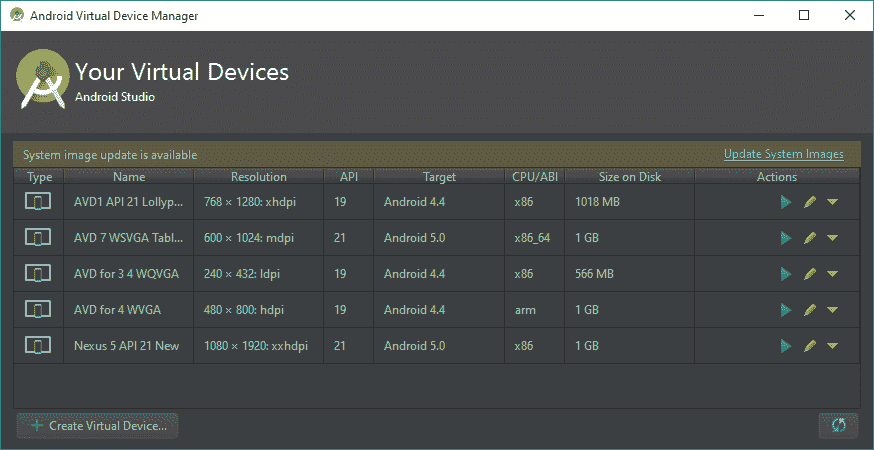 Android Virtual Device Manager
Your Virtual Devices
Android Studio
System image update is available Update System Images
Type Name Resolution API Target CPU/ABI Size on Disk Actions
AVD1 API 21 Lollyp... 768 × 1280: xhdpi 19 Android 4.4 x86 1018 MB
AVD 7 WSVGA Tabl... 600 × 1024: mdpi 21 Android 5.0 x86_64 1 GB
AVD for 3 4 WQVGA 240 × 432: ldpi 19 Android 4.4 x86 566 MB
AVD for 4 WVGA 480 × 800: hdpi 19 Android 4.4 arm 1 GB
Nexus 5 API 21 New 1080 × 1920: xxhdpi 21 Android 5.0 x86 1 GB
Create Virtual Device...